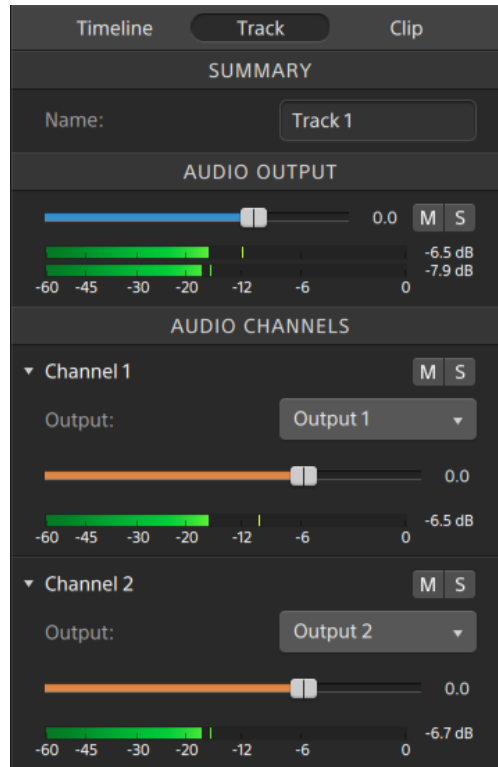 Timeline Track Clip
SUMMARY
Name: Track 1
AUDIO OUTPUT
0.0 M S
-6.5 dB
-7.9 dB
-60 -45 -30 -20 -12 -6 0
AUDIO CHANNELS
Channel 1 M S
Output: Output 1
0.0
-6.5 dB
-60 -45 -30 -20 -12 -6 0
Channel 2 M S
Output: Output 2
0.0
-6.7 dB
-60 -45 -30 -20 -12 -6 0